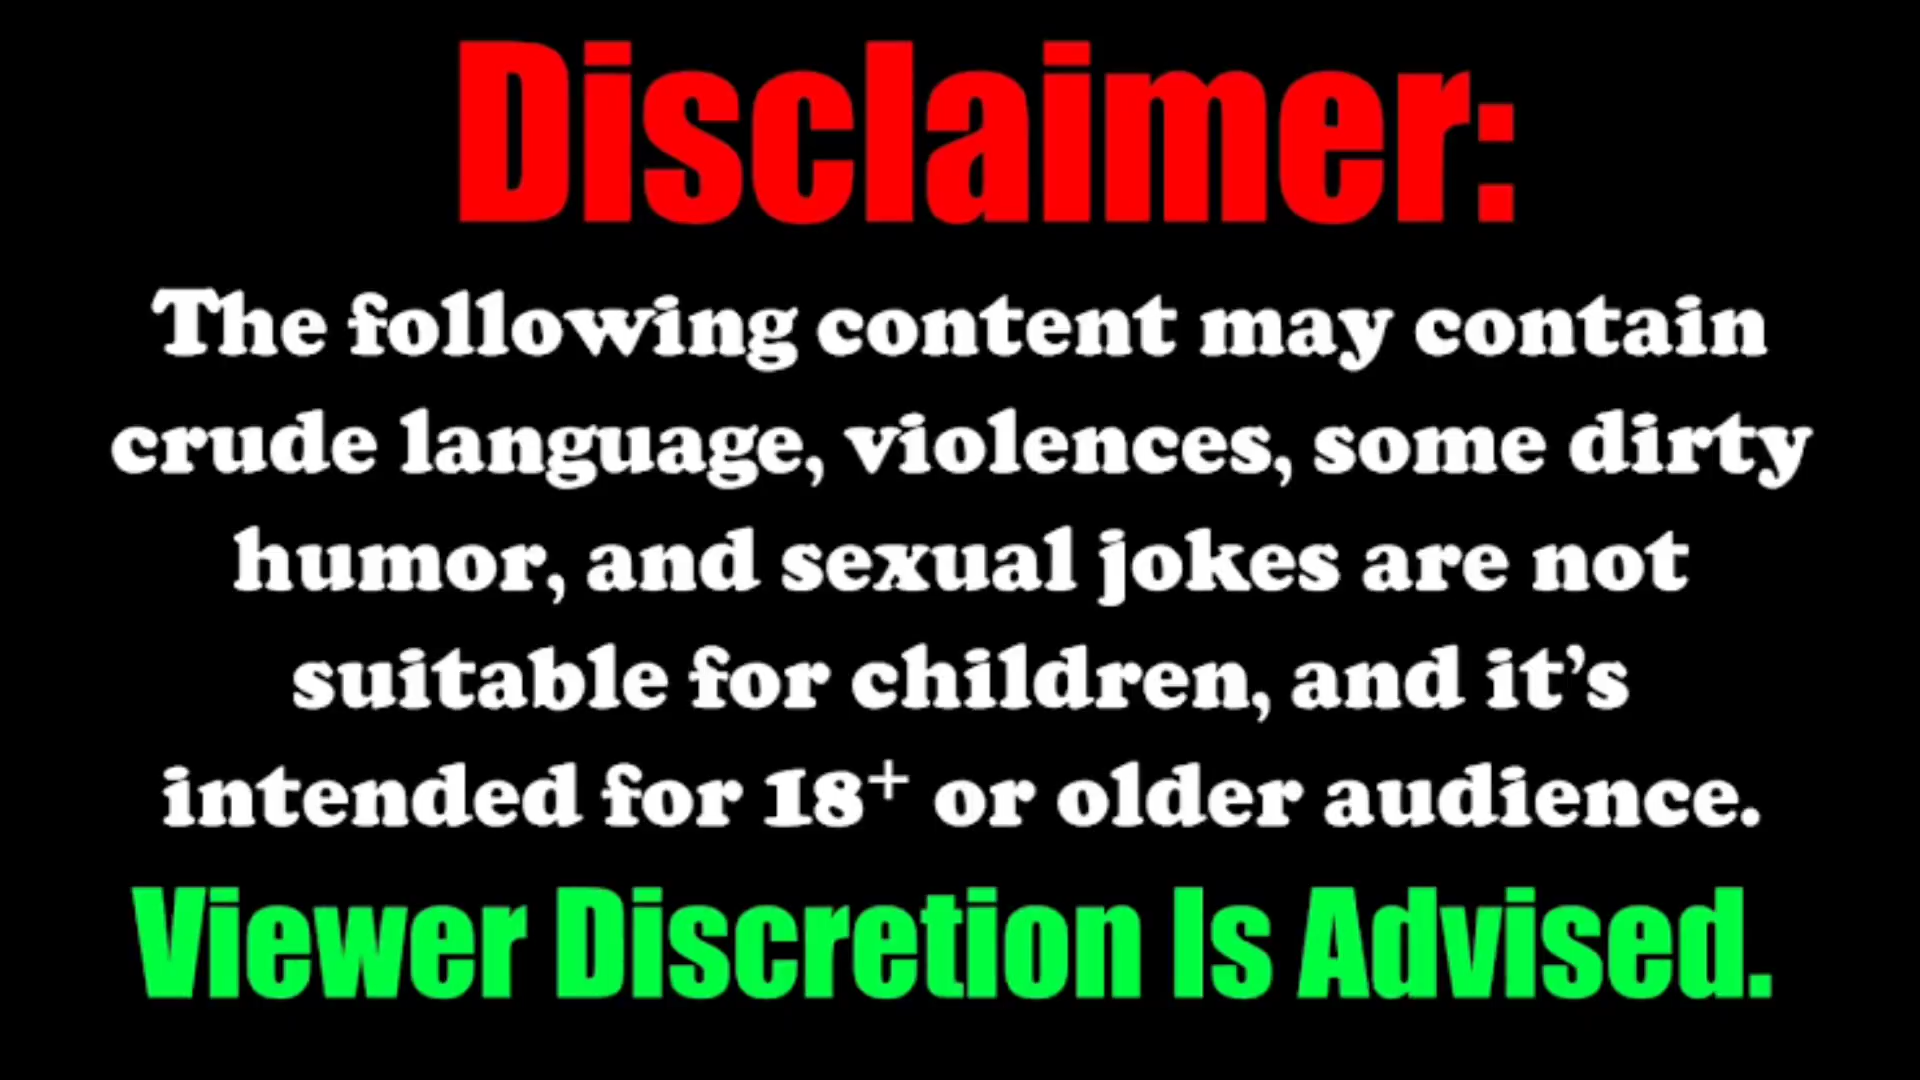 Disclaimer:
The following content may contain
crude language, violences, some dirty
humor, and sexual jokes are not
suitable for children, and it’s
intended for 18+ or older audience.
Viewer Discretion Is Advised.